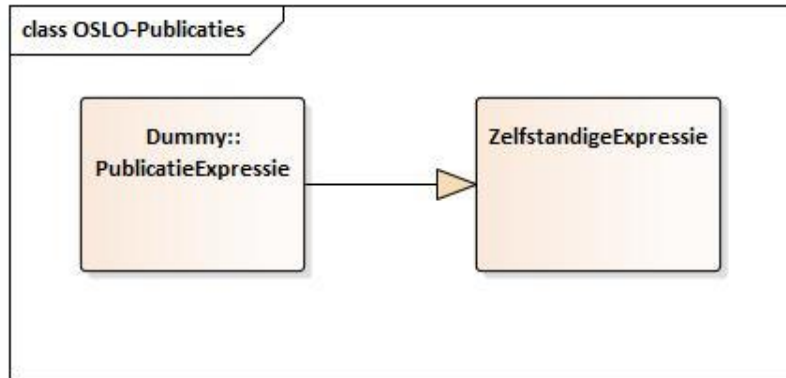 class OSLO-Publicaties
Dummy::
PublicatieExpressie
ZelfstandigeExpressie